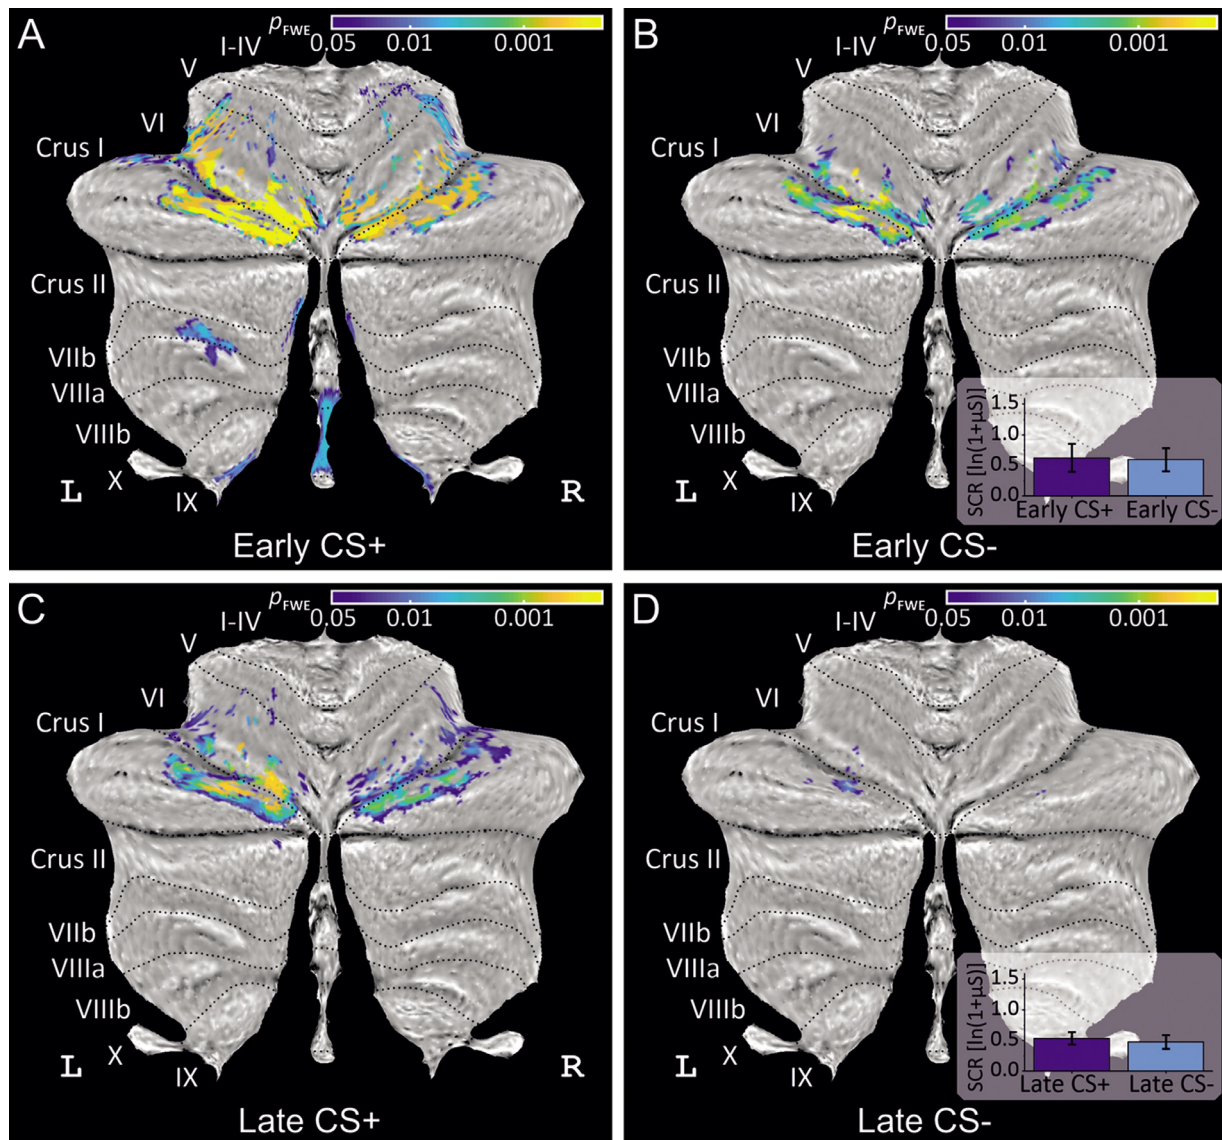 A
pFWE
I-IV 0.05 0.01 0.001
V
VI
Crus I
Crus II
VIIb
VIIIa
VIIIb
X
IX
L
R
Early CS+
B
pFWE
I-IV 0.05 0.01 0.001
V
VI
Crus I
Crus II
VIIb
VIIIa
VIIIb
X
IX
L
SCR [ln(1+µS)]
1.5
1.0
0.5
0.0
Early CS+ Early CS-
Early CS-
C
pFWE
I-IV 0.05 0.01 0.001
V
VI
Crus I
Crus II
VIIb
VIIIa
VIIIb
X
IX
L
R
Late CS+
D
pFWE
I-IV 0.05 0.01 0.001
V
VI
Crus I
Crus II
VIIb
VIIIa
VIIIb
X
IX
L
SCR [ln(1+µS)]
1.5
1.0
0.5
0.0
Late CS+ Late CS-
Late CS-